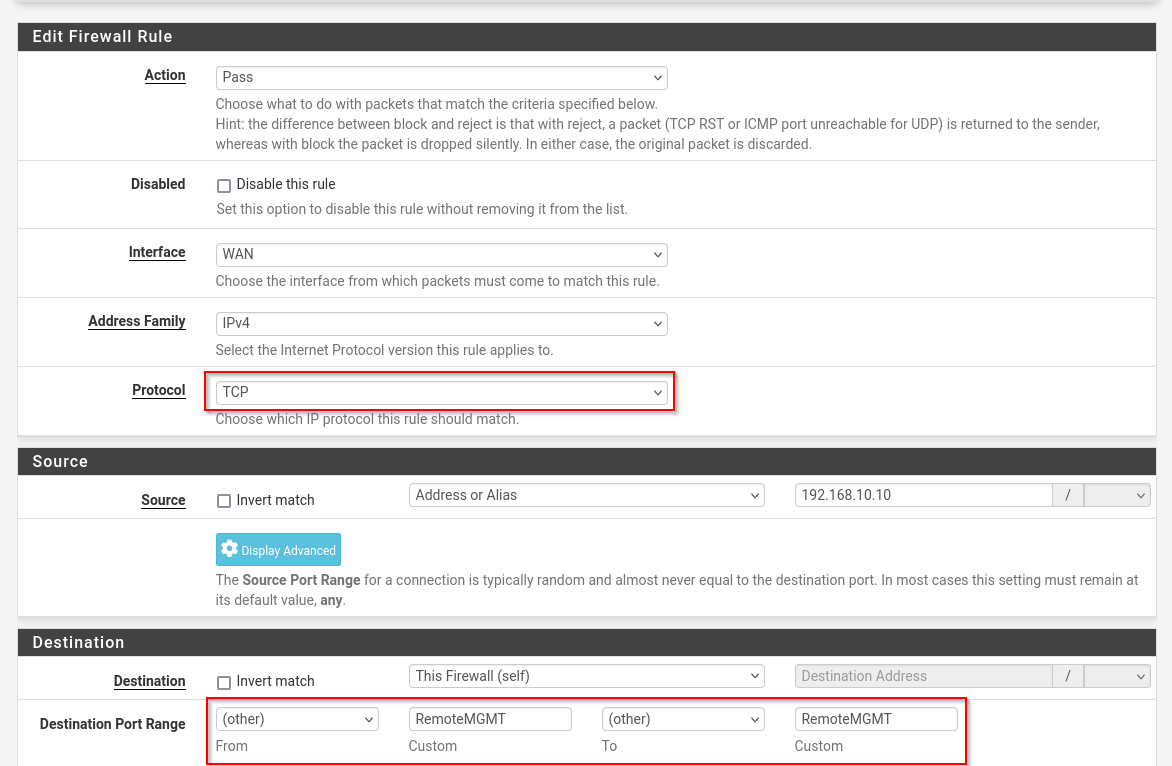 Edit Firewall Rule
Action
Pass
Choose what to do with packets that match the criteria specified below.
Hint: the difference between block and reject is that with reject, a packet (TCP RST or ICMP port unreachable for UDP) is returned to the sender,
whereas with block the packet is dropped silently. In either case, the original packet is discarded.
Disabled
Disable this rule
Set this option to disable this rule without removing it from the list.
Interface
WAN
Choose the interface from which packets must come to match this rule.
Address Family
IPv4
Select the Internet Protocol version this rule applies to.
Protocol
TCP
Choose which IP protocol this rule should match.
Source
Source
Invert match
Address or Alias
192.168.10.10
/
Display Advanced
The Source Port Range for a connection is typically random and almost never equal to the destination port. In most cases this setting must remain at
its default value, any.
Destination
Destination
Invert match
This Firewall (self)
Destination Address
/
Destination Port Range
(other)
RemoteMGMT
(other)
RemoteMGMT
From
Custom
To
Custom